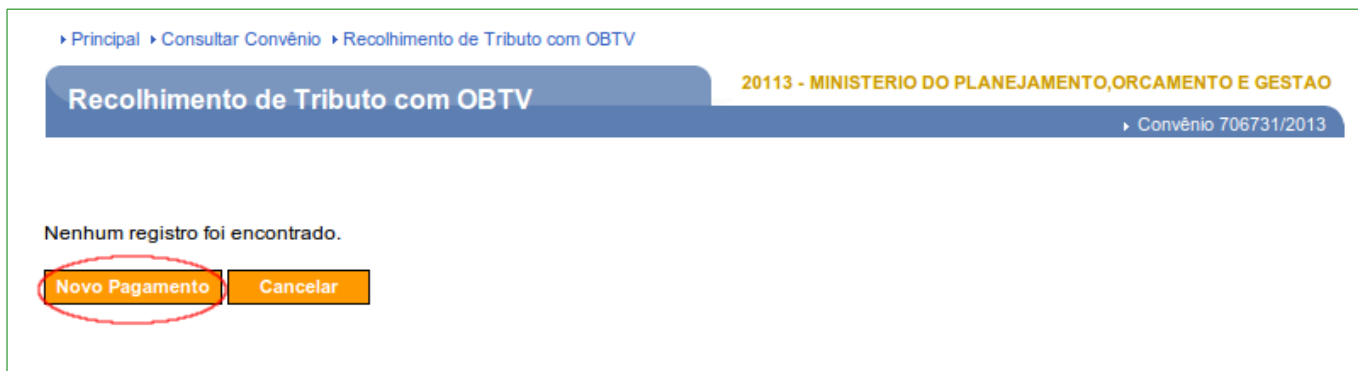 Principal Consultar Convênio Recolhimento de Tributo com OBTV
Recolhimento de Tributo com OBTV
20113 - MINISTERIO DO PLANEJAMENTO,ORCAMENTO E GESTAO
Convênio 706731/2013
Nenhum registro foi encontrado.
Novo Pagamento Cancelar